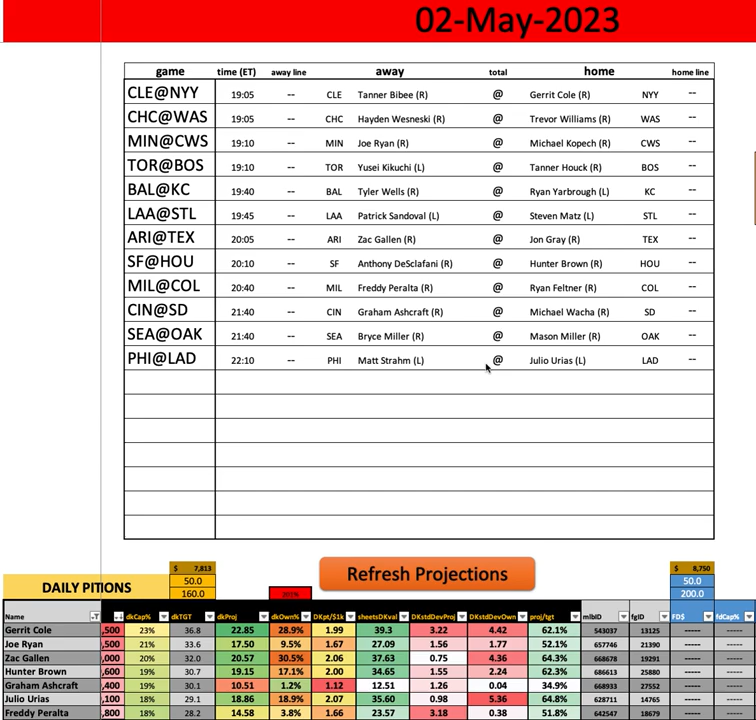 02-May-2023
game time (ET) away line away total home home line
CLE@NYY 19:05 -- CLE Tanner Bibee (R) @ Gerrit Cole (R) NYY --
CHC@WAS 19:05 -- CHC Hayden Wesneski (R) @ Trevor Williams (R) WAS --
MIN@CWS 19:10 -- MIN Joe Ryan (R) @ Michael Kopech (R) CWS --
TOR@BOS 19:10 -- TOR Yusei Kikuchi (L) @ Tanner Houck (R) BOS --
BAL@KC 19:40 -- BAL Tyler Wells (R) @ Ryan Yarbrough (L) KC --
LAA@STL 19:45 -- LAA Patrick Sandoval (L) @ Steven Matz (L) STL --
ARI@TEX 20:05 -- ARI Zac Gallen (R) @ Jon Gray (R) TEX --
SF@HOU 20:10 -- SF Anthony DeSclafani (R) @ Hunter Brown (R) HOU --
MIL@COL 20:40 -- MIL Freddy Peralta (R) @ Ryan Feltner (R) COL --
CIN@SD 21:40 -- CIN Graham Ashcraft (R) @ Michael Wacha (R) SD --
SEA@OAK 21:40 -- SEA Bryce Miller (R) @ Mason Miller (R) OAK --
PHI@LAD 22:10 -- PHI Matt Strahm (L) @ Julio Urias (L) LAD --
$ 7,813 $ 8,750
50.0 Refresh Projections 50.0
DAILY PITIONS 160.0 200.0
Name dkCap% dkTGT dkProj dkOwn% DKpt/$1k sheetsDKval DKstdDevProj DKstdDevOwn proj/tgt mlbID fgID FD$ fdCap%
Gerrit Cole ,500 23% 36.8 22.85 28.9% 1.99 39.3 3.22 4.42 62.1% 543037 13125 ----- -----
Joe Ryan ,500 21% 33.6 17.50 9.5% 1.67 27.09 1.56 1.77 52.1% 657746 21390 ----- -----
Zac Gallen ,000 20% 32.0 20.57 30.5% 2.06 37.63 0.75 4.36 64.3% 668678 19291 ----- -----
Hunter Brown ,600 19% 30.7 19.15 17.1% 2.00 34.65 1.55 2.24 62.3% 686613 25880 ----- -----
Graham Ashcraft ,400 19% 30.1 10.51 1.2% 1.12 12.51 1.26 0.04 34.9% 668933 27552 ----- -----
Julio Urias ,100 18% 29.1 18.86 18.9% 2.07 35.60 0.98 5.36 64.8% 628711 14765 ----- -----
Freddy Peralta ,800 18% 28.2 14.58 3.8% 1.66 23.57 3.18 0.38 51.8% 642547 18679 ----- -----